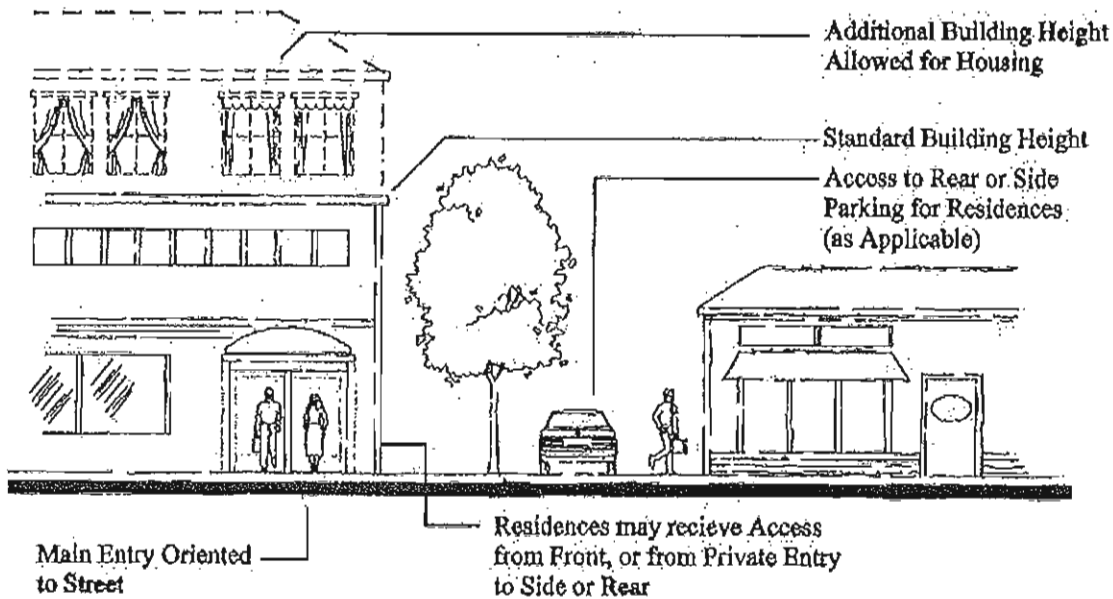 Additional Building Height
Allowed for Housing
Standard Building Height
Access to Rear or Side
Parking for Residences
(as Applicable)
Main Entry Oriented
to Street
Residences may recieve Access
from Front, or from Private Entry
to Side or Rear